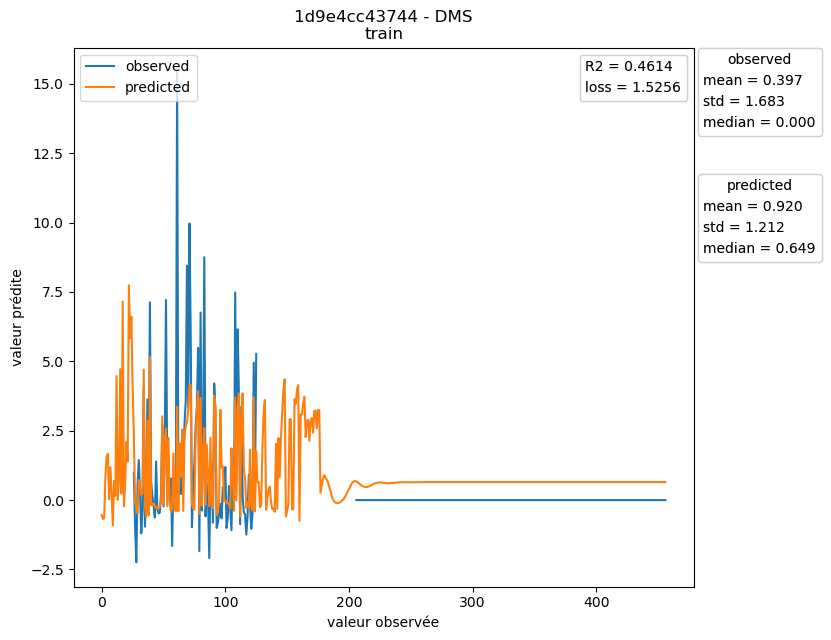 1d9e4cc43744 - DMS
train
observed
predicted
R2 = 0.4614
loss = 1.5256
observed
mean = 0.397
std = 1.683
median = 0.000
predicted
mean = 0.920
std = 1.212
median = 0.649
valeur prédite
15.0
12.5
10.0
7.5
5.0
2.5
0.0
−2.5
0
100
200
300
400
valeur observée